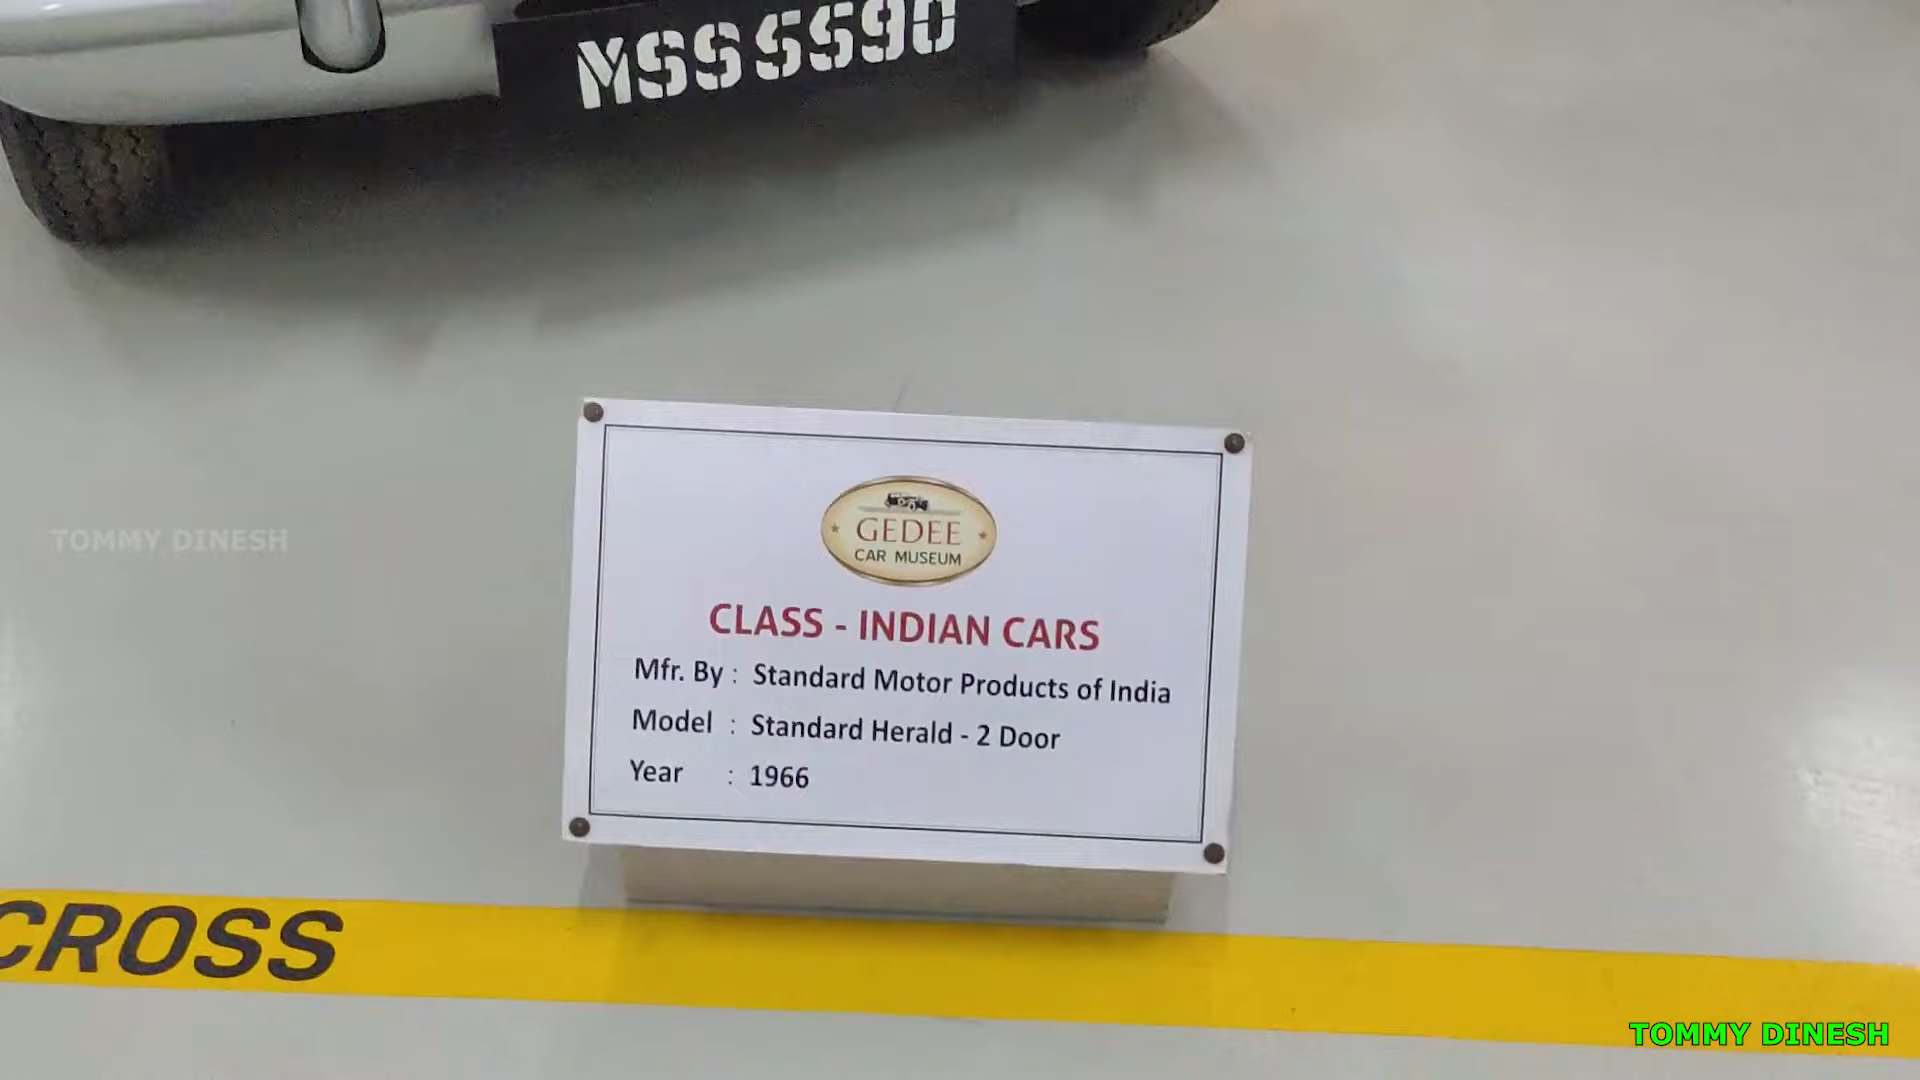 MSS 5590
TOMMY DINESH
GEDEE
CAR MUSEUM
CLASS - INDIAN CARS
Mfr. By : Standard Motor Products of India
Model : Standard Herald - 2 Door
Year : 1966
CROSS
TOMMY DINESH